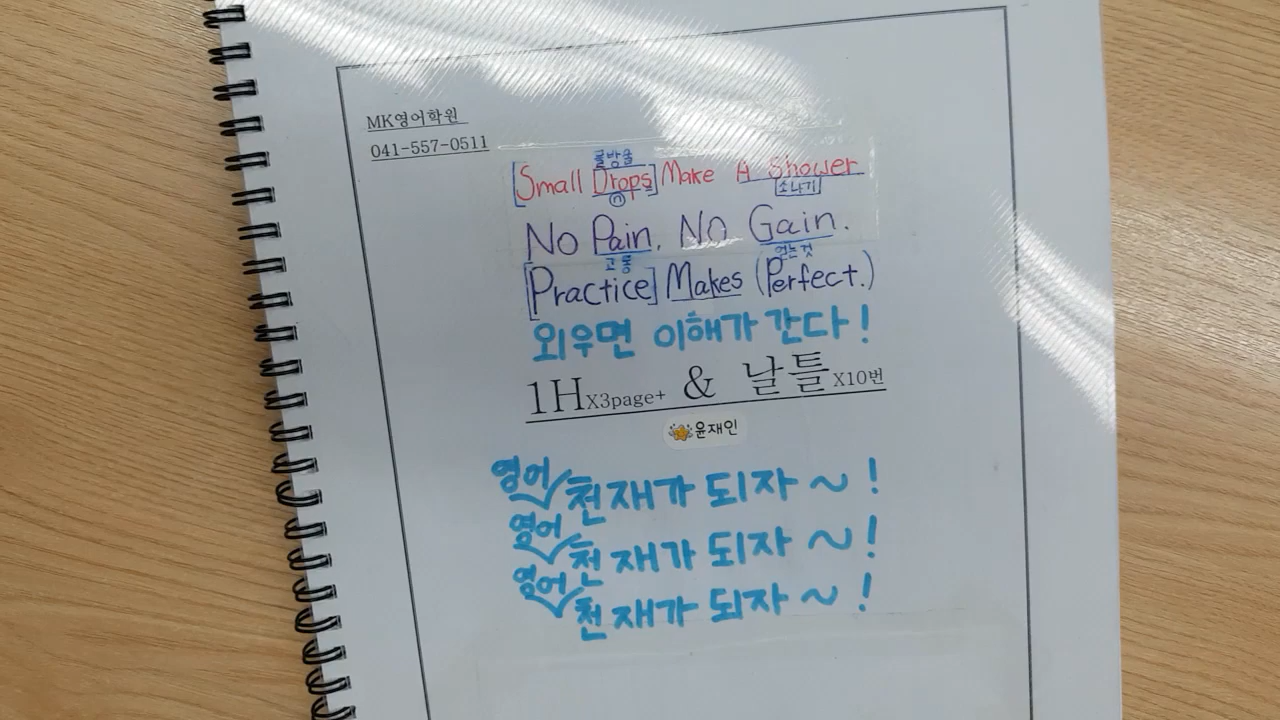 MK영어학원
041-557-0511
물방울
[Small Drops] Make A Shower
n 소나기
No Pain, No Gain.
고통 얻는것
[Practice] Makes (Perfect.)
외우면 이해가 간다!
1HX3page+ & 날틀X10번
윤재인
영어 천재가 되자 ~ !
영어 천재가 되자 ~ !
영어 천재가 되자 ~ !